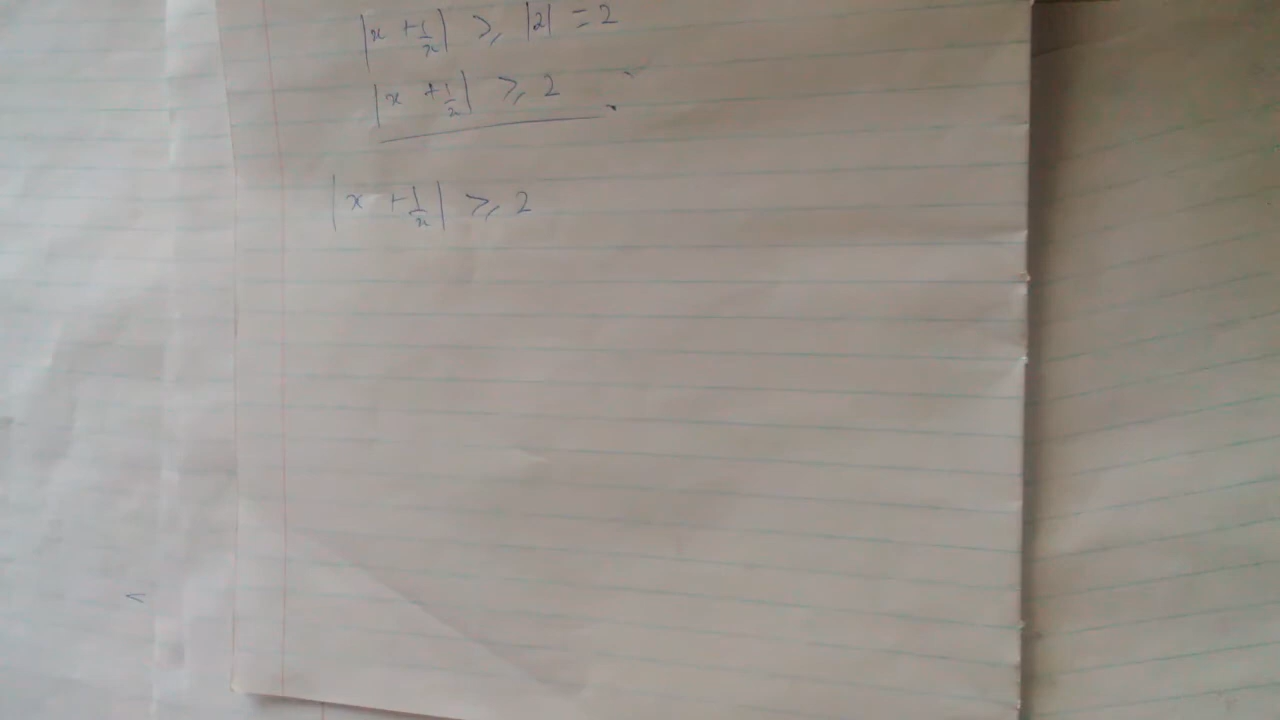 |x + 1/x| ≥ |2| = 2
|x + 1/x| ≥ 2
|x + 1/x| ≥ 2
<